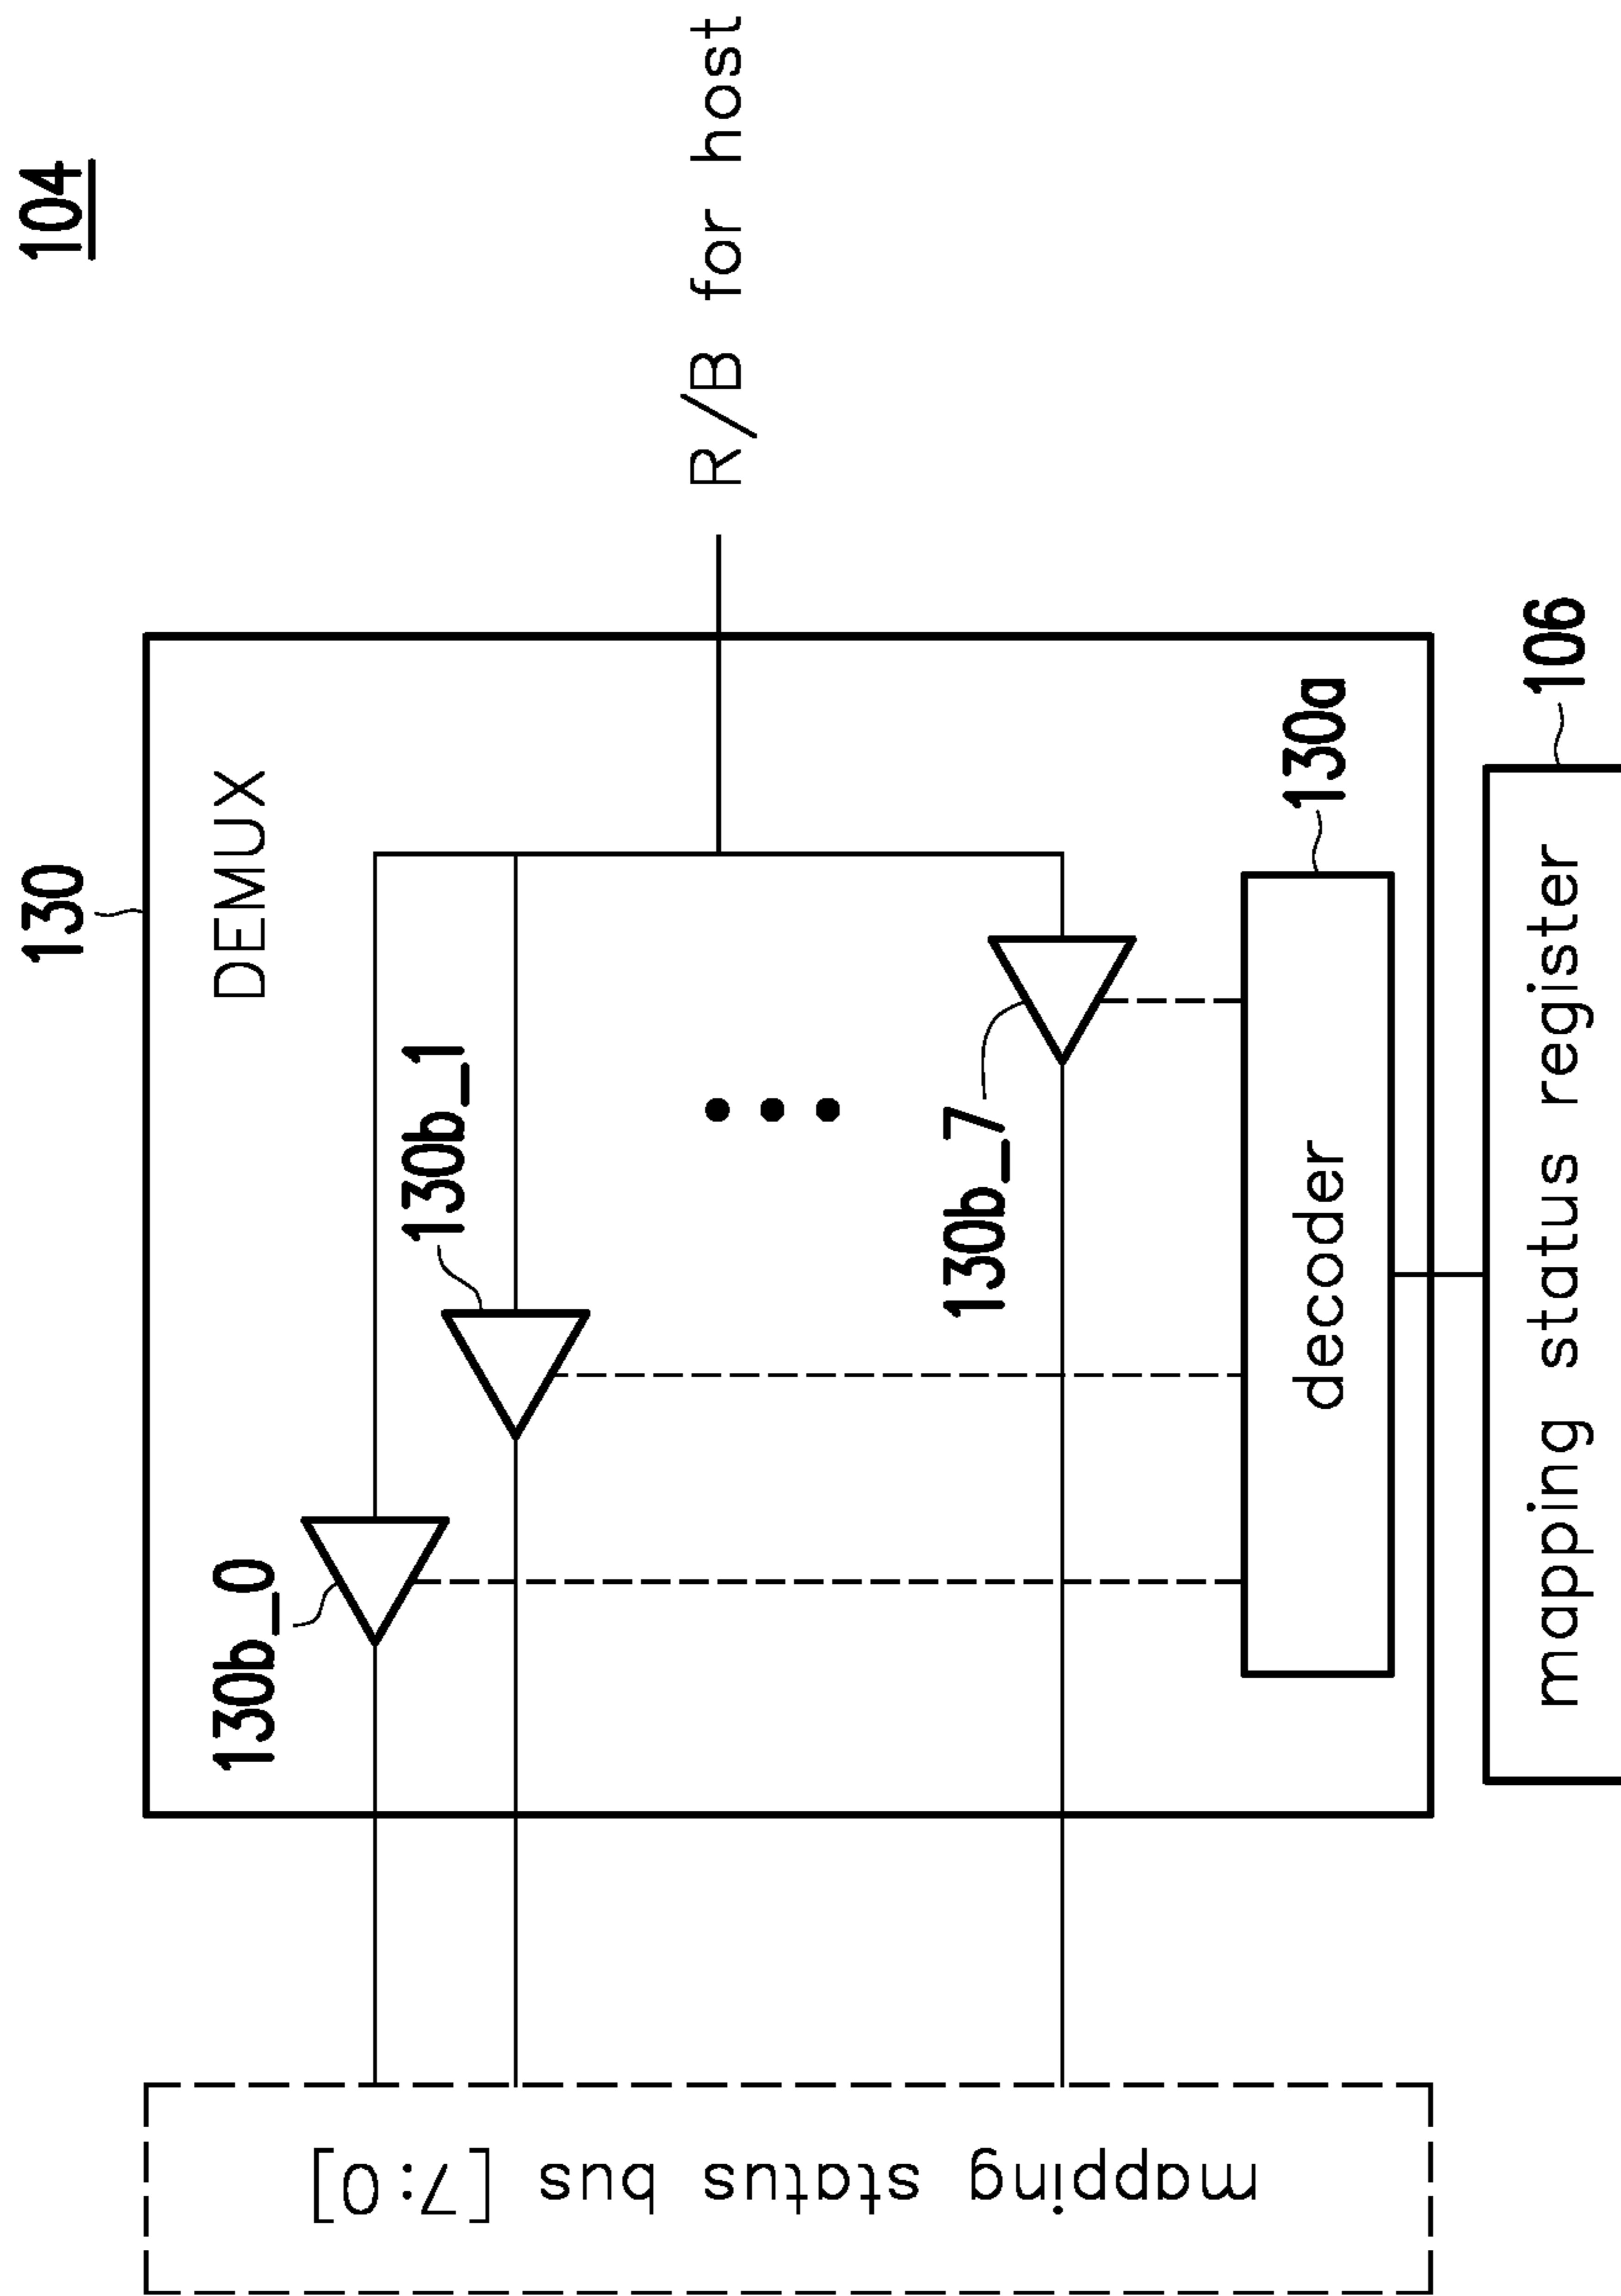 104
130
DEMUX
130b_0
130b_1
130b_7
R/B for host
mapping status bus [7:0]
decoder
130a
mapping status register
106